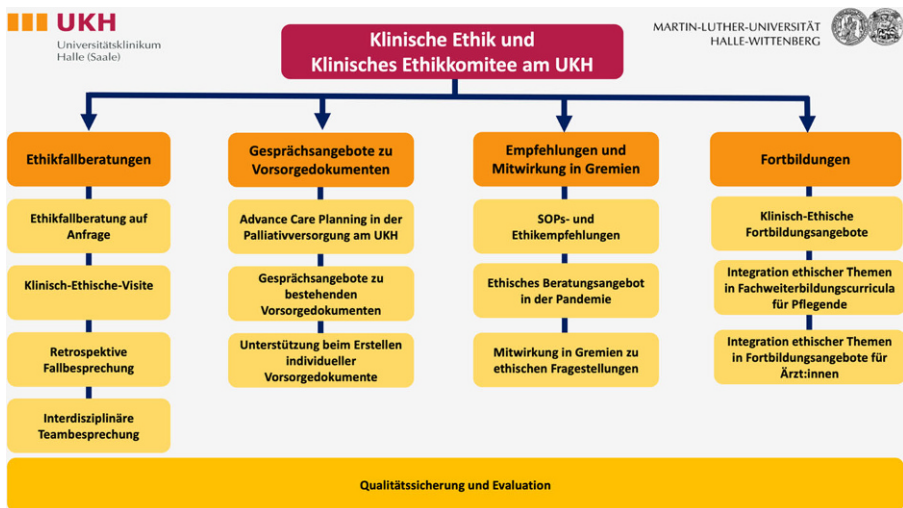 UKH
Universitätsklinikum
Halle (Saale)
Klinische Ethik und
Klinisches Ethikkomitee am UKH
MARTIN-LUTHER-UNIVERSITÄT
HALLE-WITTENBERG
Ethikfallberatungen
Ethikfallberatung auf
Anfrage
Klinisch-Ethische-Visite
Retrospektive
Fallbesprechung
Interdisziplinäre
Teambesprechung
Gesprächsangebote zu
Vorsorgedokumenten
Advance Care Planning in der
Palliativversorgung am UKH
Gesprächsangebote zu
bestehenden
Vorsorgedokumenten
Unterstützung beim Erstellen
individueller
Vorsorgedokumente
Empfehlungen und
Mitwirkung in Gremien
SOPs- und
Ethikempfehlungen
Ethisches Beratungsangebot
in der Pandemie
Mitwirkung in Gremien zu
ethischen Fragestellungen
Fortbildungen
Klinisch-Ethische
Fortbildungsangebote
Integration ethischer Themen
in Fachweiterbildungscurricula
für Pflegende
Integration ethischer Themen
in Fortbildungsangebote für
Ärzt:innen
Qualitätssicherung und Evaluation